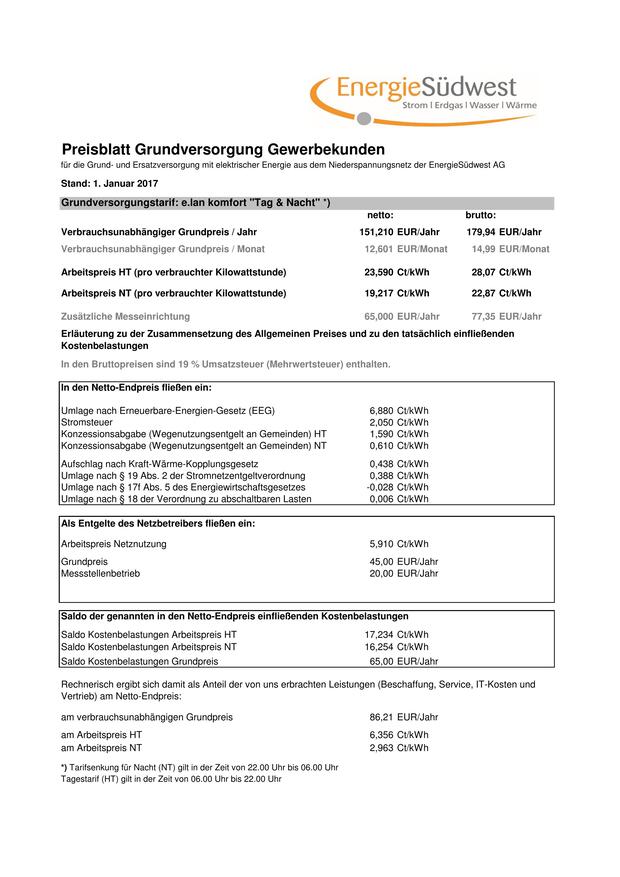 EnergieSüdwest
Strom | Erdgas | Wasser | Wärme
Preisblatt Grundversorgung Gewerbekunden
für die Grund- und Ersatzversorgung mit elektrischer Energie aus dem Niederspannungsnetz der EnergieSüdwest AG
Stand: 1. Januar 2017
Grundversorgungstarif: e.lan komfort "Tag & Nacht" *)
netto: brutto:
Verbrauchsunabhängiger Grundpreis / Jahr 151,210 EUR/Jahr 179,94 EUR/Jahr
Verbrauchsunabhängiger Grundpreis / Monat 12,601 EUR/Monat 14,99 EUR/Monat
Arbeitspreis HT (pro verbrauchter Kilowattstunde) 23,590 Ct/kWh 28,07 Ct/kWh
Arbeitspreis NT (pro verbrauchter Kilowattstunde) 19,217 Ct/kWh 22,87 Ct/kWh
Zusätzliche Messeinrichtung 65,000 EUR/Jahr 77,35 EUR/Jahr
Erläuterung zu der Zusammensetzung des Allgemeinen Preises und zu den tatsächlich einfließenden
Kostenbelastungen
In den Bruttopreisen sind 19 % Umsatzsteuer (Mehrwertsteuer) enthalten.
In den Netto-Endpreis fließen ein:
Umlage nach Erneuerbare-Energien-Gesetz (EEG) 6,880 Ct/kWh
Stromsteuer 2,050 Ct/kWh
Konzessionsabgabe (Wegenutzungsentgelt an Gemeinden) HT 1,590 Ct/kWh
Konzessionsabgabe (Wegenutzungsentgelt an Gemeinden) NT 0,610 Ct/kWh
Aufschlag nach Kraft-Wärme-Kopplungsgesetz 0,438 Ct/kWh
Umlage nach § 19 Abs. 2 der Stromnetzentgeltverordnung 0,388 Ct/kWh
Umlage nach § 17f Abs. 5 des Energiewirtschaftsgesetzes -0,028 Ct/kWh
Umlage nach § 18 der Verordnung zu abschaltbaren Lasten 0,006 Ct/kWh
Als Entgelte des Netzbetreibers fließen ein:
Arbeitspreis Netznutzung 5,910 Ct/kWh
Grundpreis 45,00 EUR/Jahr
Messstellenbetrieb 20,00 EUR/Jahr
Saldo der genannten in den Netto-Endpreis einfließenden Kostenbelastungen
Saldo Kostenbelastungen Arbeitspreis HT 17,234 Ct/kWh
Saldo Kostenbelastungen Arbeitspreis NT 16,254 Ct/kWh
Saldo Kostenbelastungen Grundpreis 65,00 EUR/Jahr
Rechnerisch ergibt sich damit als Anteil der von uns erbrachten Leistungen (Beschaffung, Service, IT-Kosten und
Vertrieb) am Netto-Endpreis:
am verbrauchsunabhängigen Grundpreis 86,21 EUR/Jahr
am Arbeitspreis HT 6,356 Ct/kWh
am Arbeitspreis NT 2,963 Ct/kWh
*) Tarifsenkung für Nacht (NT) gilt in der Zeit von 22.00 Uhr bis 06.00 Uhr
Tagestarif (HT) gilt in der Zeit von 06.00 Uhr bis 22.00 Uhr